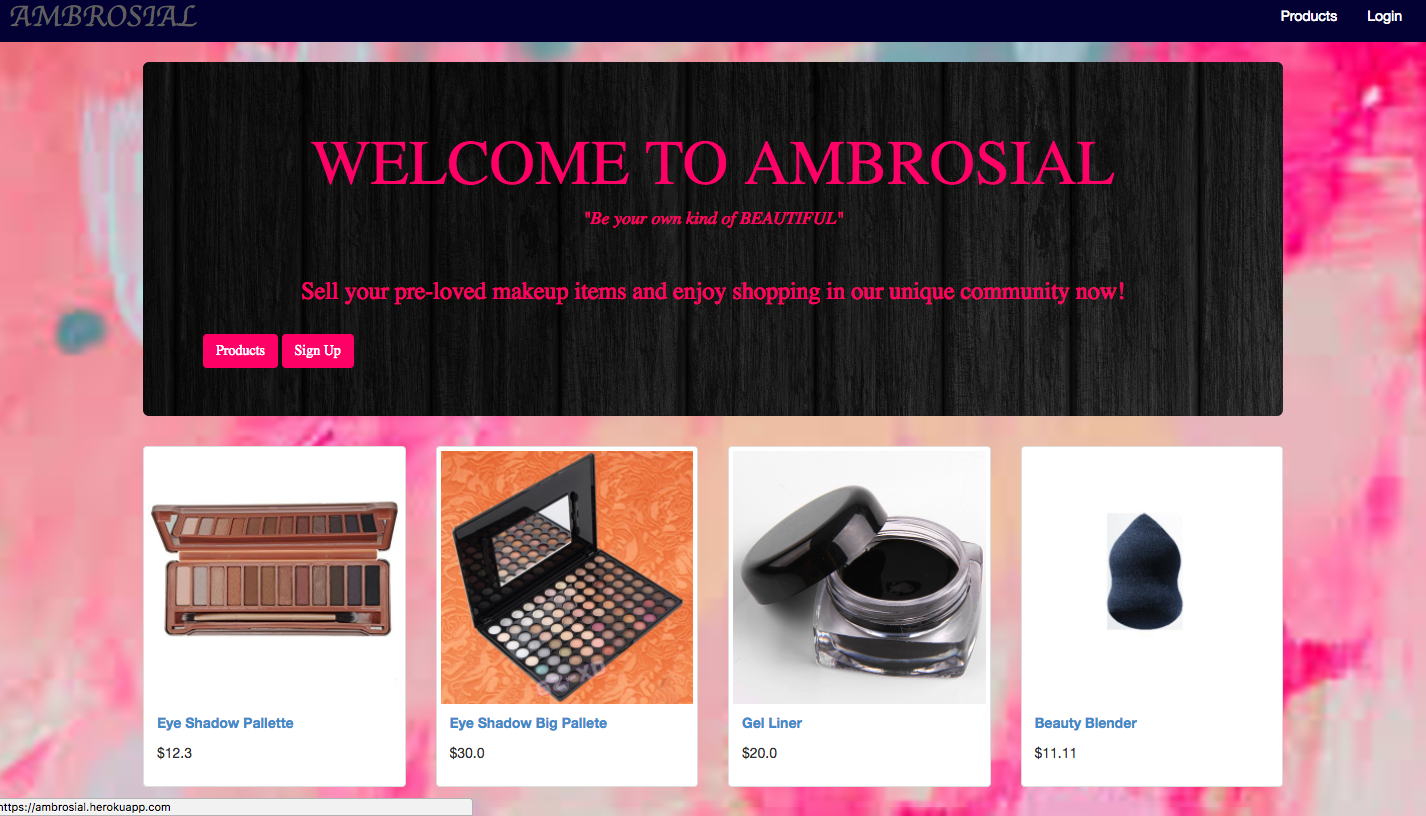 AMBROSIAL
Products Login
WELCOME TO AMBROSIAL
"Be your own kind of BEAUTIFUL"
Sell your pre-loved makeup items and enjoy shopping in our unique community now!
Products Sign Up
Eye Shadow Pallette
$12.3
Eye Shadow Big Pallete
$30.0
Gel Liner
$20.0
Beauty Blender
$11.11
https://ambrosial.herokuapp.com